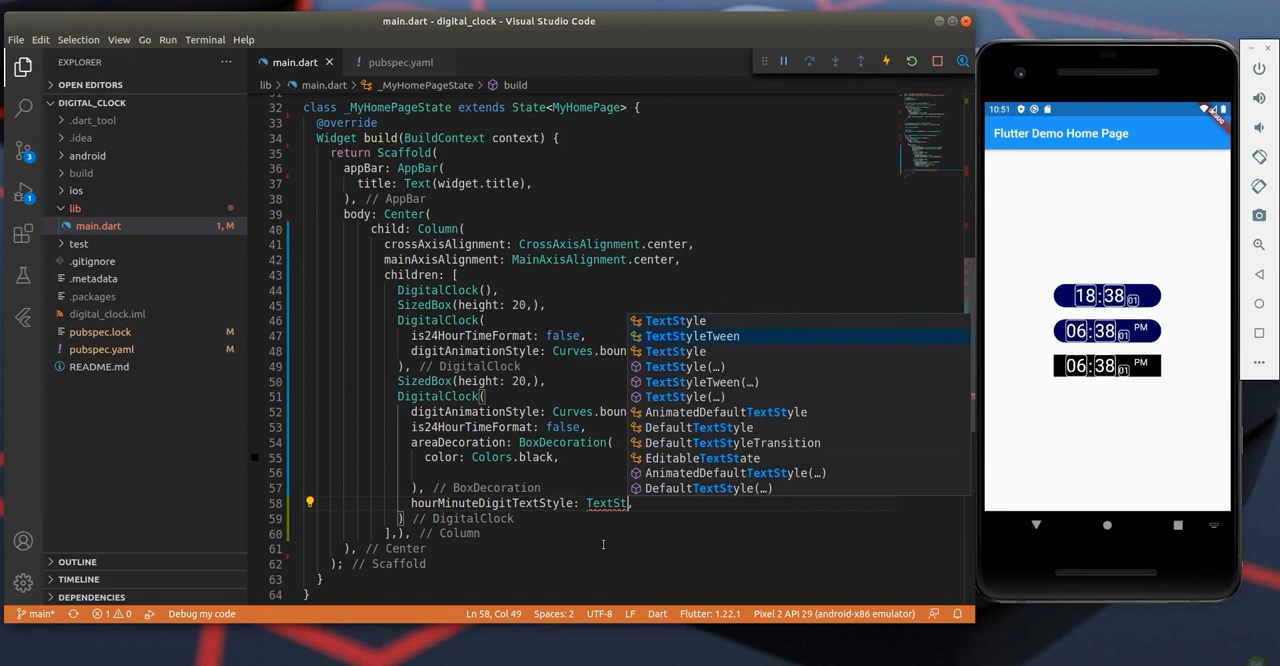 main.dart - digital_clock - Visual Studio Code
File Edit Selection View Go Run Terminal Help
EXPLORER
OPEN EDITORS
DIGITAL_CLOCK
.dart_tool
.idea
android
build
ios
lib
main.dart 1, M
test
.gitignore
.metadata
.packages
digital_clock.iml
pubspec.lock M
pubspec.yaml M
README.md
OUTLINE
TIMELINE
DEPENDENCIES
3
1
main.dart
pubspec.yaml
lib > main.dart > _MyHomePageState > build
32 class _MyHomePageState extends State<MyHomePage> {
33 @override
34 Widget build(BuildContext context) {
35 return Scaffold(
36 appBar: AppBar(
37 title: Text(widget.title),
38 ), // AppBar
39 body: Center(
40 child: Column(
41 crossAxisAlignment: CrossAxisAlignment.center,
42 mainAxisAlignment: MainAxisAlignment.center,
43 children: [
44 DigitalClock(),
45 SizedBox(height: 20,),
46 DigitalClock(
47 is24HourTimeFormat: false,
48 digitAnimationStyle: Curves.boun
49 ), // DigitalClock
50 SizedBox(height: 20,),
51 DigitalClock(
52 digitAnimationStyle: Curves.boun
53 is24HourTimeFormat: false,
54 areaDecoration: BoxDecoration(
55 color: Colors.black,
56
57 ), // BoxDecoration
58 hourMinuteDigitTextStyle: TextSt,
59 ) // DigitalClock
60 ],), // Column
61 ), // Center
62 ); // Scaffold
63 }
64 }
TextStyle
TextStyleTween
TextStyle
TextStyle(…)
TextStyleTween(…)
TextStyle(…)
AnimatedDefaultTextStyle
DefaultTextStyle
DefaultTextStyleTransition
EditableTextState
AnimatedDefaultTextStyle(…)
DefaultTextStyle(…)
main* 1 0 Debug my code Ln 58, Col 49 Spaces: 2 UTF-8 LF Dart Flutter: 1.22.1 Pixel 2 API 29 (android-x86 emulator)
10:51
Flutter Demo Home Page
18:38 01
06:38 01 PM
06:38 01 PM